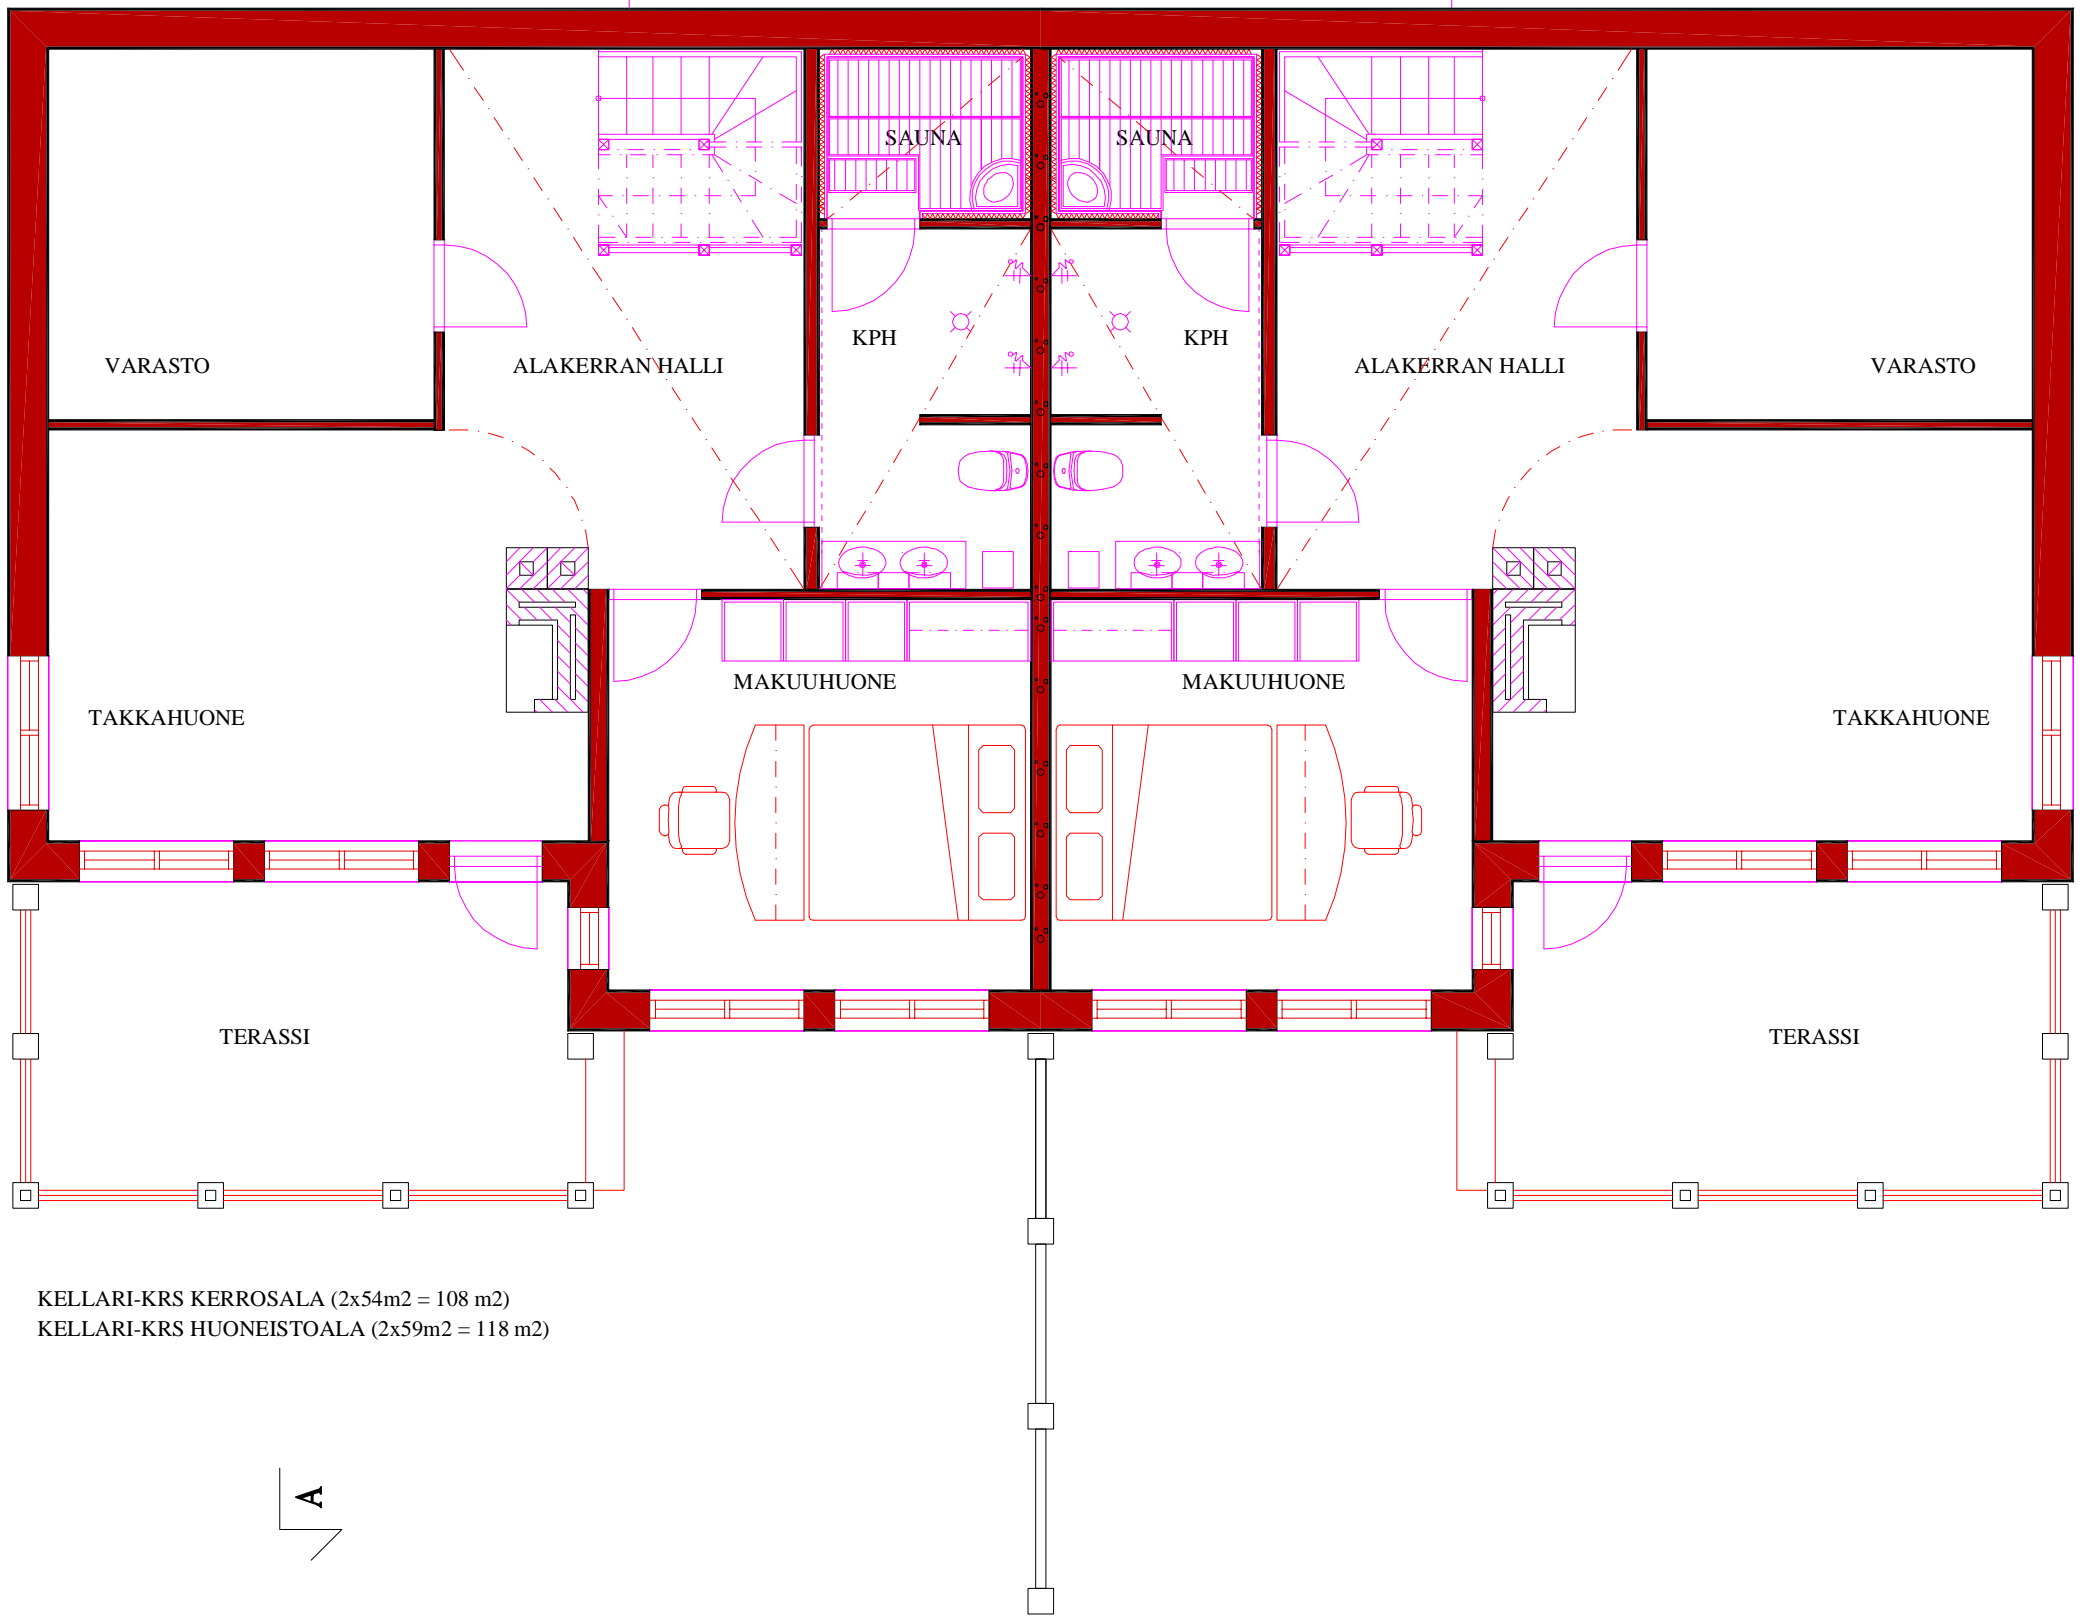 SAUNA
SAUNA
KPH
KPH
VARASTO
ALAKERRAN HALLI
ALAKERRAN HALLI
VARASTO
MAKUUHUONE
MAKUUHUONE
TAKKAHUONE
TAKKAHUONE
TERASSI
TERASSI
KELLARI-KRS KERROSALA (2x54m2 = 108 m2)
KELLARI-KRS HUONEISTOALA (2x59m2 = 118 m2)
A